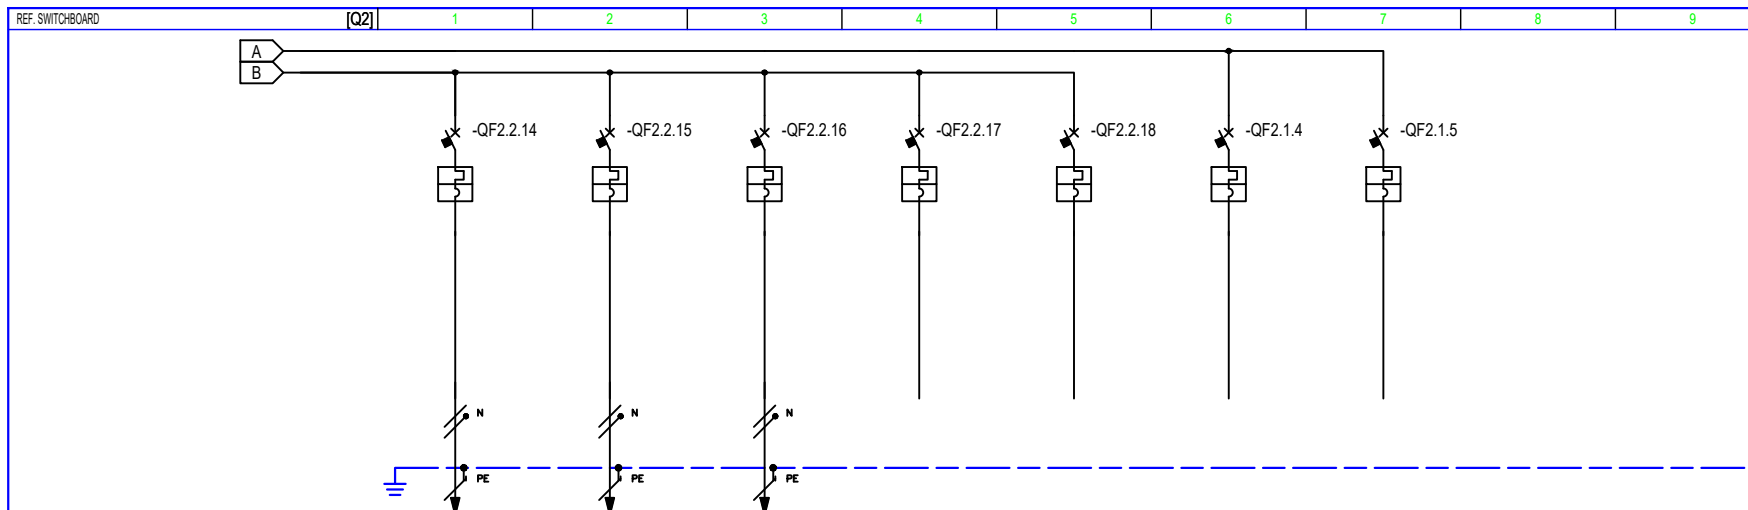 REF. SWITCHBOARD [Q2] 1 2 3 4 5 6 7 8 9
A
B
-QF2.2.14 -QF2.2.15 -QF2.2.16 -QF2.2.17 -QF2.2.18 -QF2.1.4 -QF2.1.5
N N N
PE PE PE